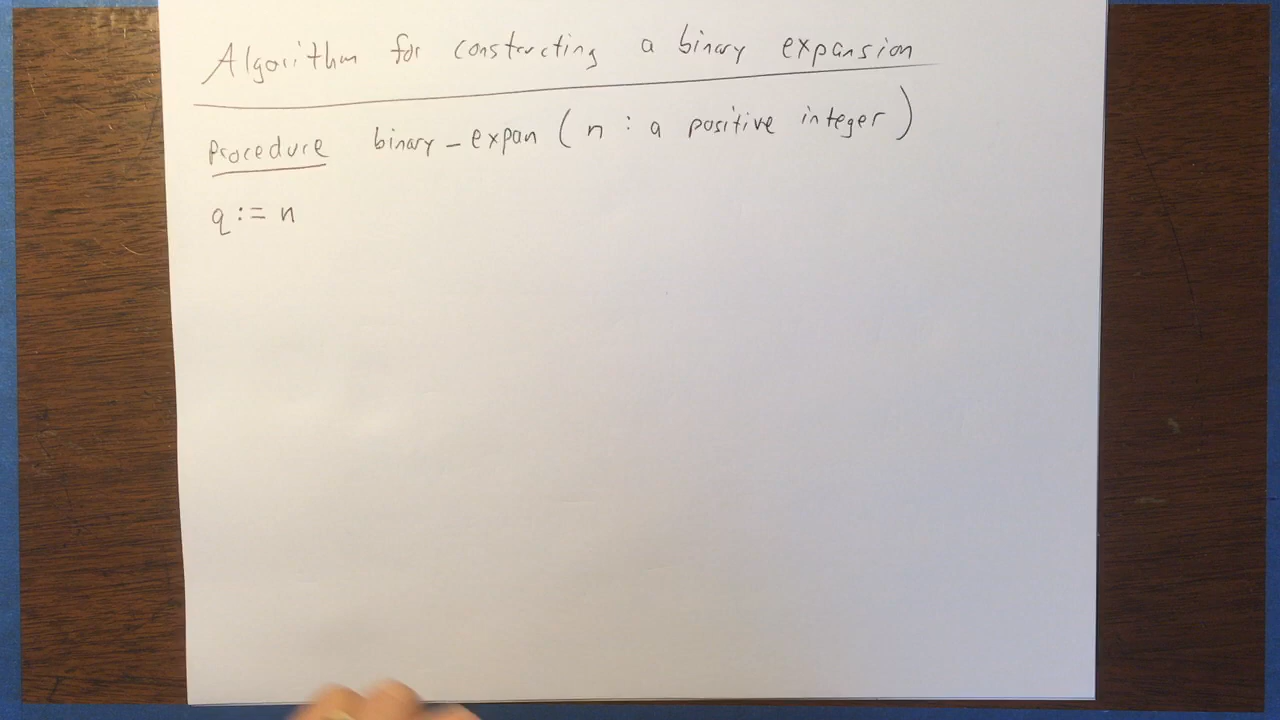 Algorithm for constructing a binary expansion
Procedure binary-expan (n : a positive integer)
q := n